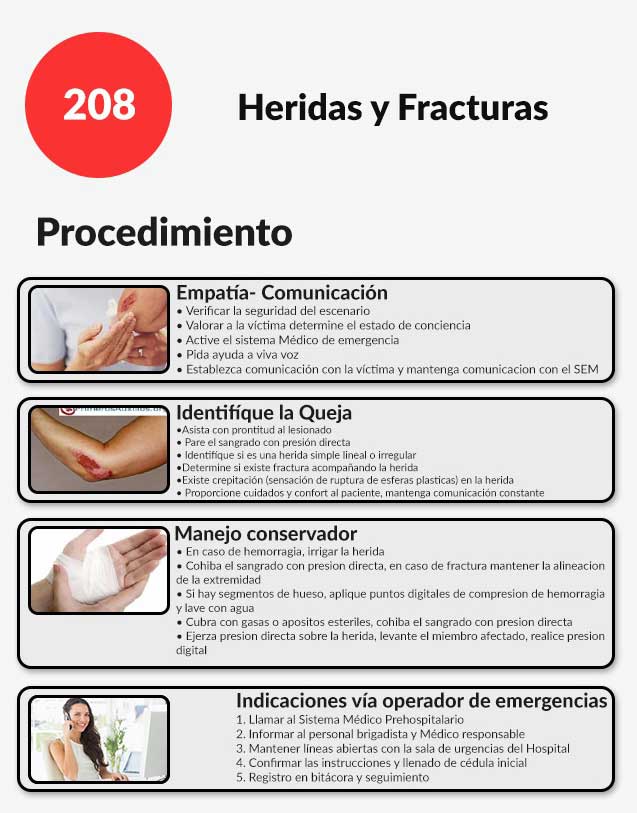 208
Heridas y Fracturas
Procedimiento
Empatía- Comunicación
• Verificar la seguridad del escenario
• Valorar a la víctima determine el estado de conciencia
• Active el sistema Médico de emergencia
• Pida ayuda a viva voz
• Establezca comunicación con la víctima y mantenga comunicacion con el SEM
Identifíque la Queja
•Asista con prontitud al lesionado
• Pare el sangrado con presión directa
• Identifíque si es una herida simple lineal o irregular
•Determine si existe fractura acompañando la herida
•Existe crepitación (sensación de ruptura de esferas plasticas) en la herida
• Proporcione cuidados y confort al paciente, mantenga comunicación constante
Manejo conservador
• En caso de hemorragia, irrigar la herida
• Cohiba el sangrado con presion directa, en caso de fractura mantener la alineacion
de la extremidad
• Si hay segmentos de hueso, aplique puntos digitales de compresion de hemorragia
y lave con agua
• Cubra con gasas o apositos esteriles, cohiba el sangrado con presion directa
• Ejerza presion directa sobre la herida, levante el miembro afectado, realice presion
digital
Indicaciones vía operador de emergencias
1. Llamar al Sistema Médico Prehospitalario
2. Informar al personal brigadista y Médico responsable
3. Mantener líneas abiertas con la sala de urgencias del Hospital
4. Confirmar las instrucciones y llenado de cédula inicial
5. Registro en bitácora y seguimiento